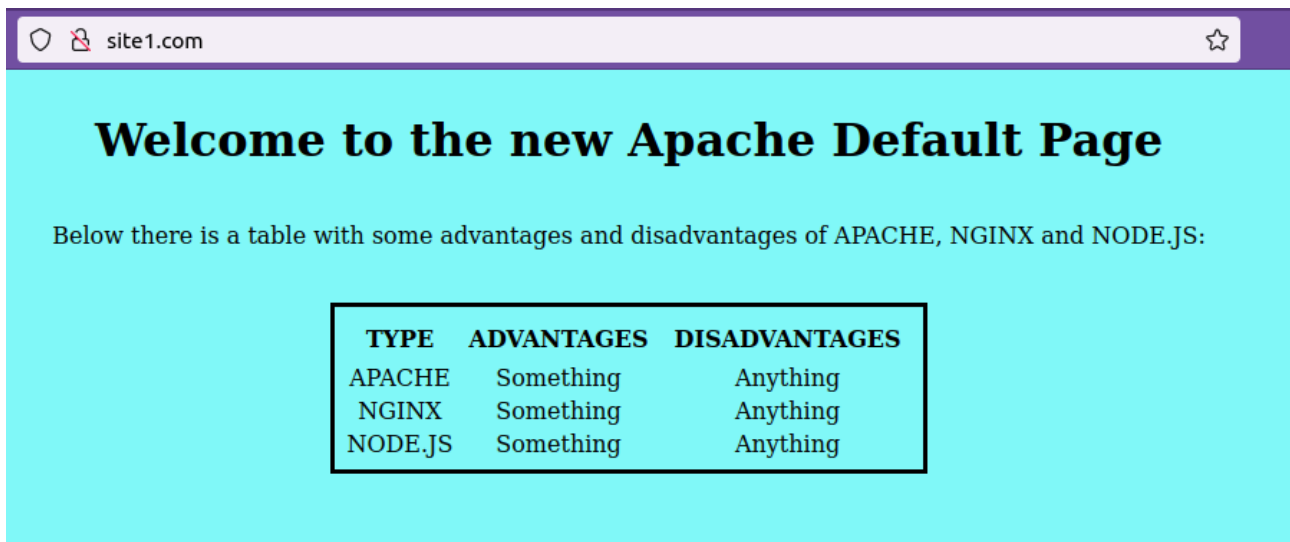 site1.com
Welcome to the new Apache Default Page
Below there is a table with some advantages and disadvantages of APACHE, NGINX and NODE.JS:
TYPE ADVANTAGES DISADVANTAGES
APACHE Something Anything
NGINX Something Anything
NODE.JS Something Anything